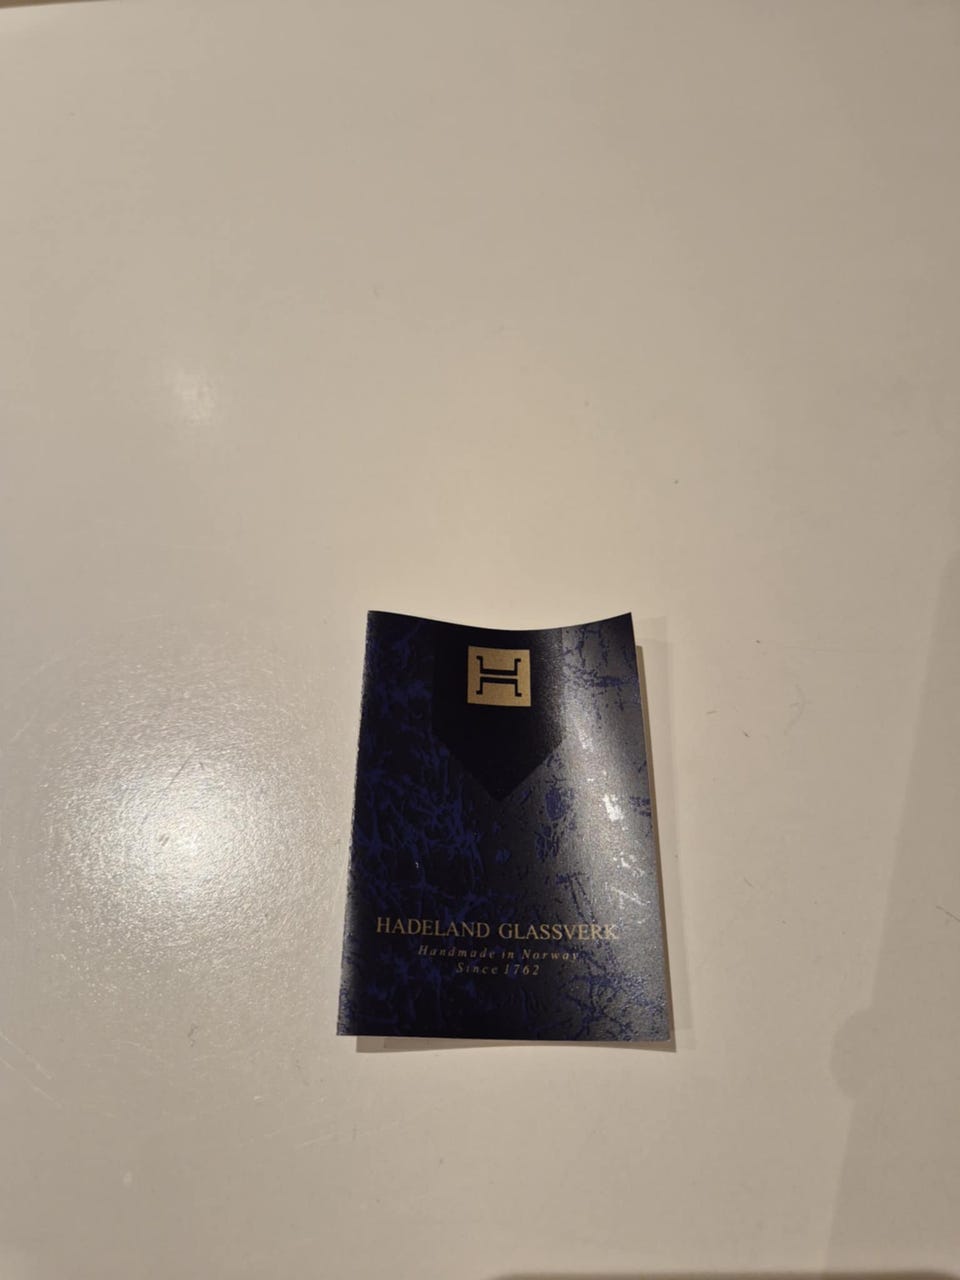 H
HADELAND GLASSVERK
Handmade in Norway
Since 1762